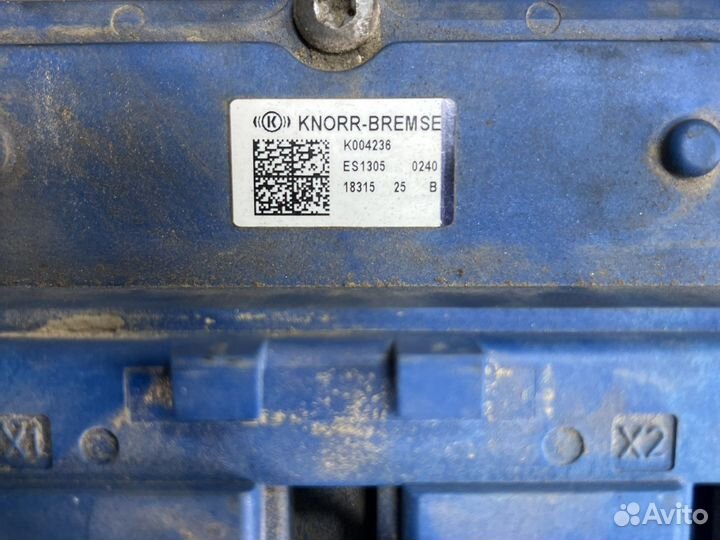 K KNORR-BREMSE
K004236
ES1305 0240
18315 25 B
X1 X2
Avito